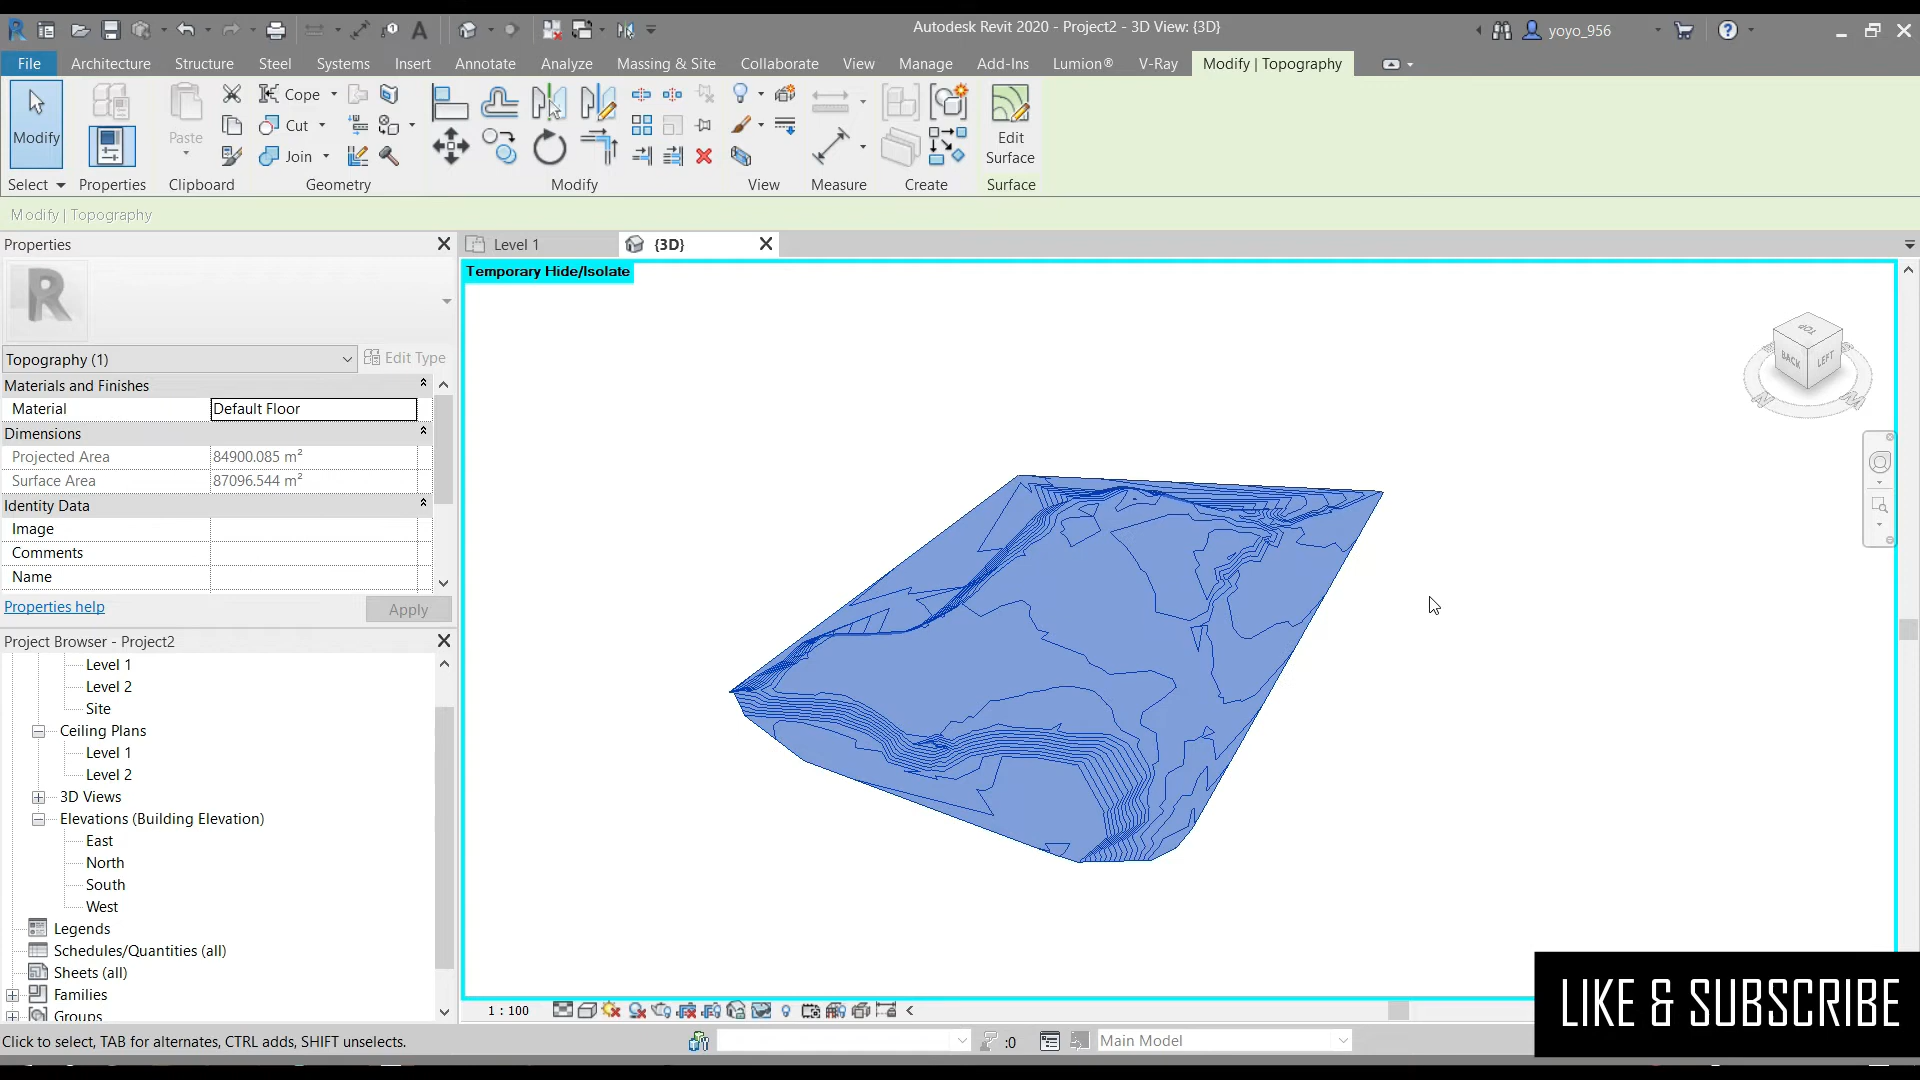 Autodesk Revit 2020 - Project2 - 3D View: {3D}
yoyo_956
File Architecture Structure Steel Systems Insert Annotate Analyze Massing & Site Collaborate View Manage Add-Ins Lumion® V-Ray Modify | Topography
Modify
Paste
Cope
Cut
Join
Edit
Surface
Select Properties Clipboard Geometry Modify View Measure Create Surface
Modify | Topography
Properties
Level 1
{3D}
Temporary Hide/Isolate
R
Topography (1)
Edit Type
Materials and Finishes
Material Default Floor
Dimensions
Projected Area 84900.085 m²
Surface Area 87096.544 m²
Identity Data
Image
Comments
Name
Properties help
Apply
TOP
BACK
LEFT
Project Browser - Project2
Level 1
Level 2
Site
Ceiling Plans
Level 1
Level 2
3D Views
Elevations (Building Elevation)
East
North
South
West
Legends
Schedules/Quantities (all)
Sheets (all)
Families
Groups
1 : 100
LIKE & SUBSCRIBE
Click to select, TAB for alternates, CTRL adds, SHIFT unselects.
:0
Main Model